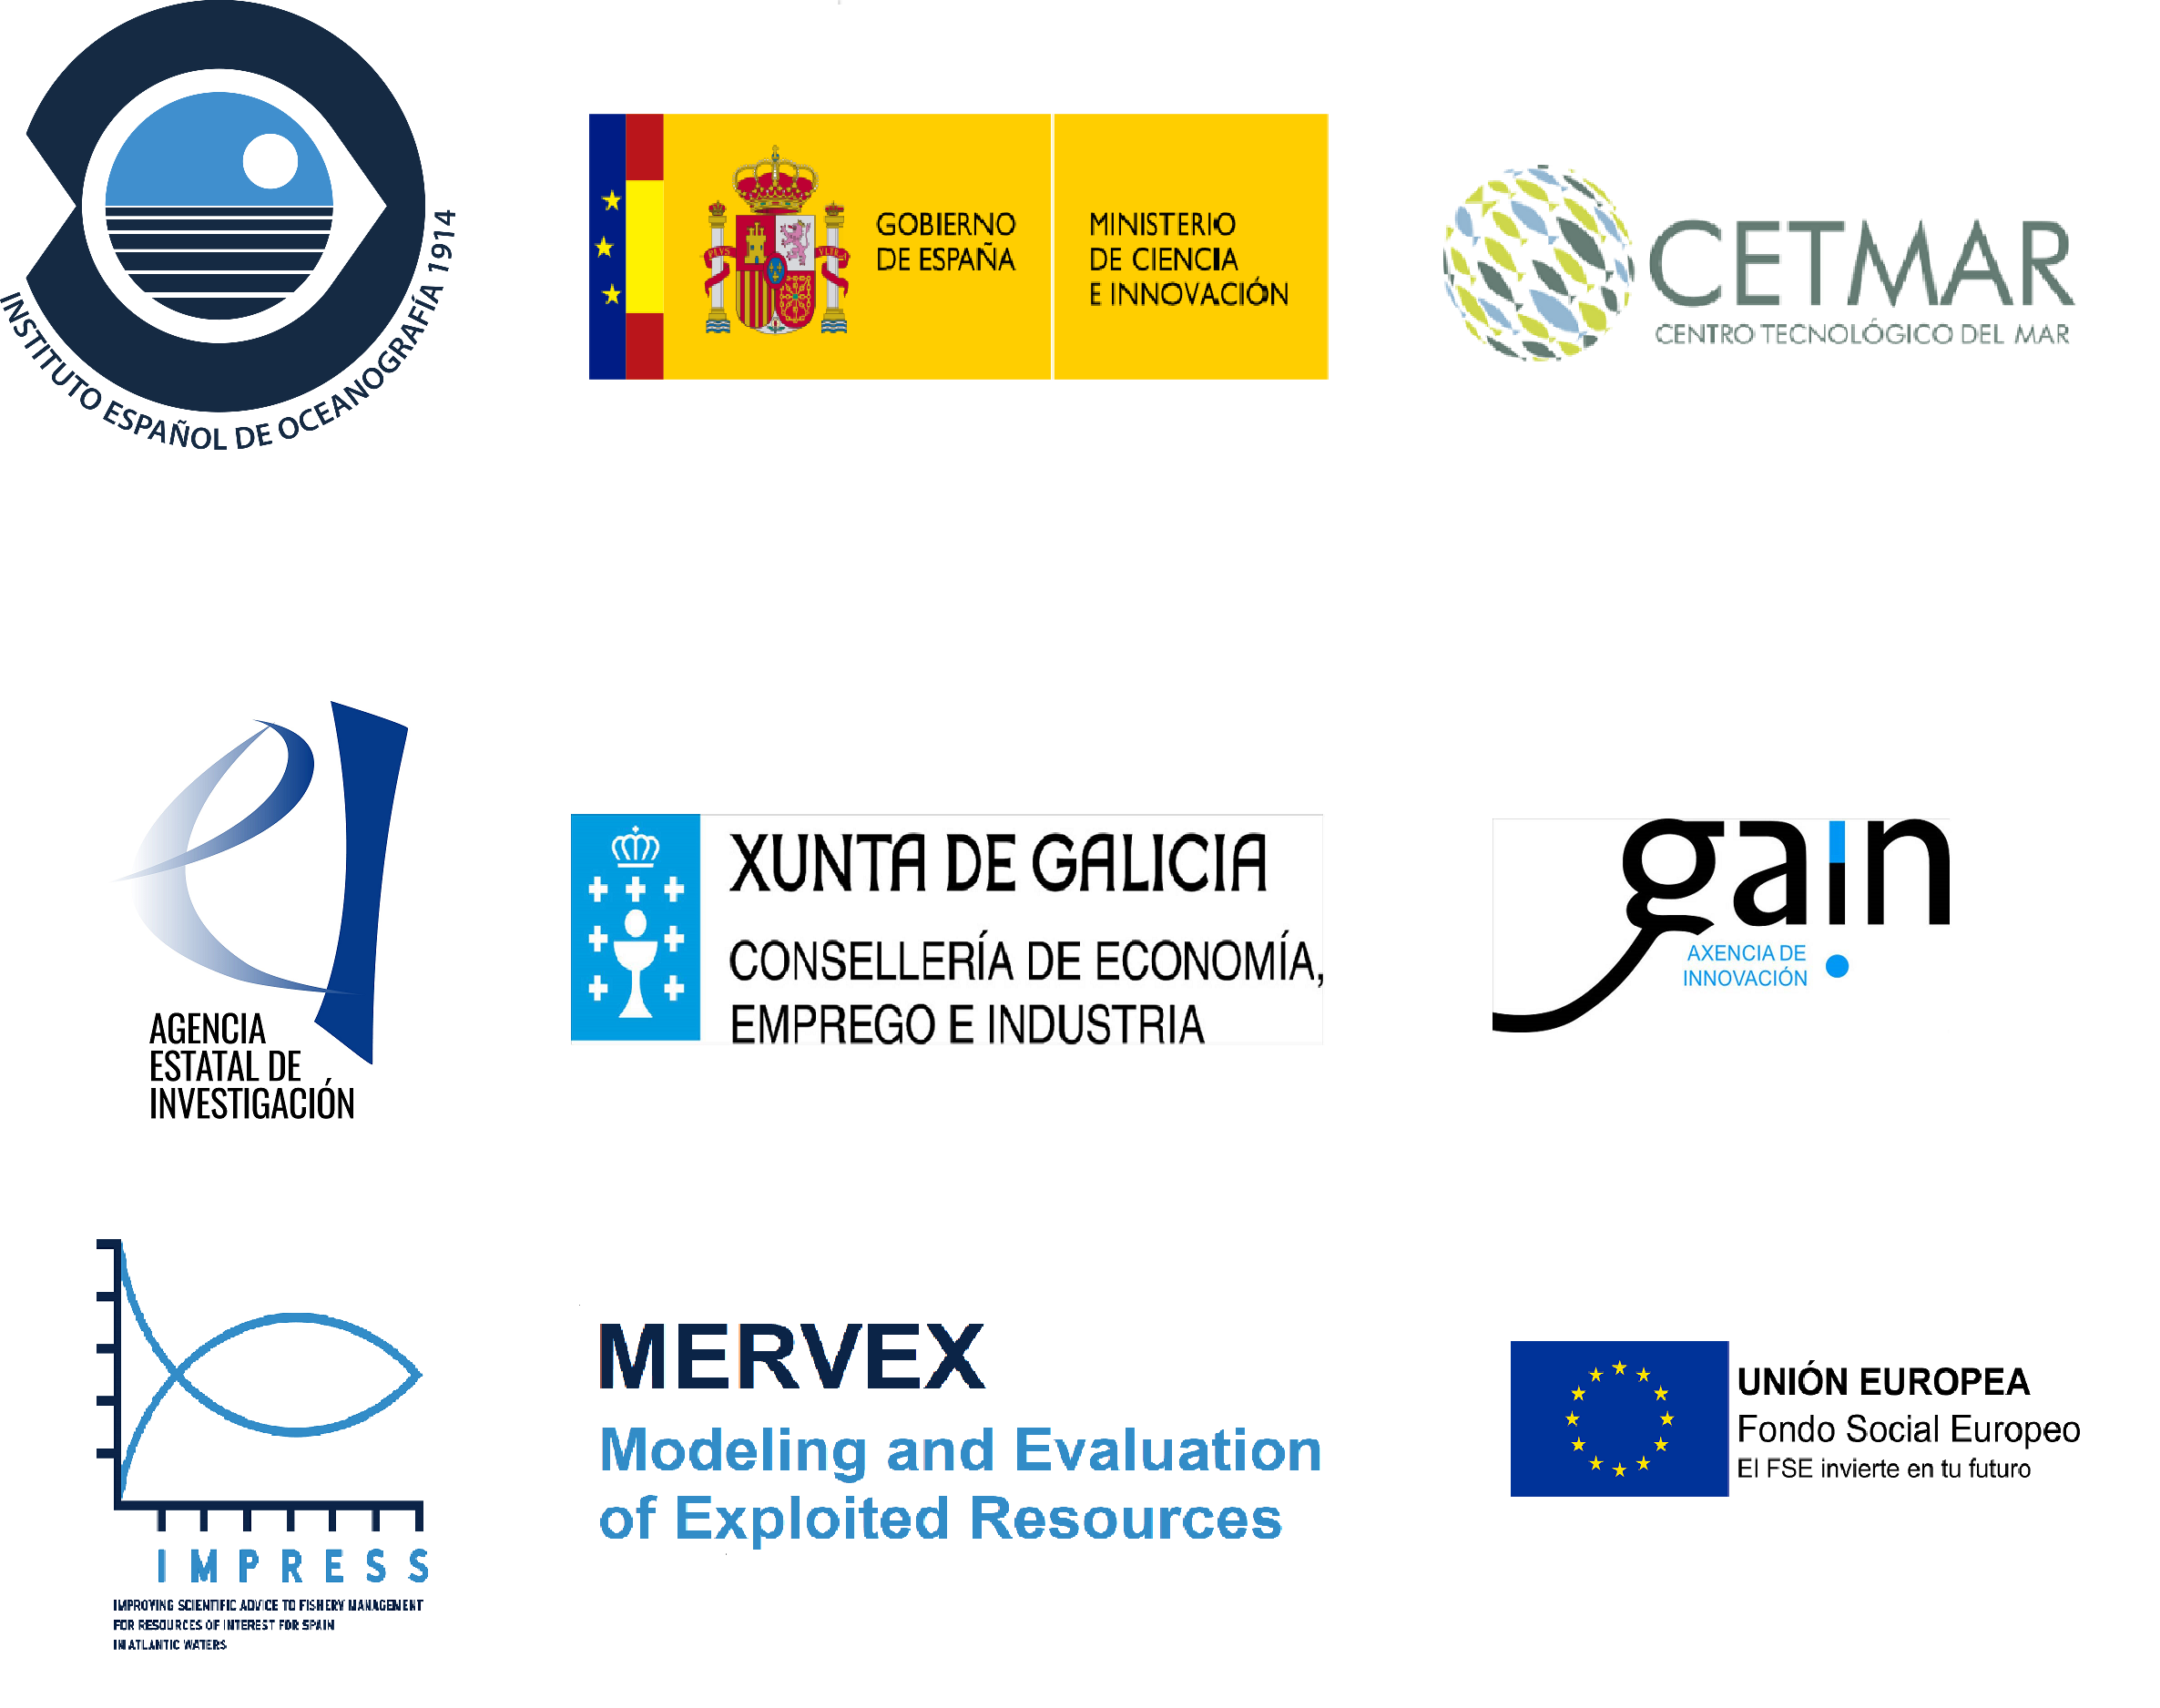 INSTITUTO ESPAÑOL DE OCEANOGRAFÍA 1914
PLVS VLTRA
GOBIERNO
DE ESPAÑA
MINISTERIO
DE CIENCIA
E INNOVACIÓN
CETMAR
CENTRO TECNOLÓGICO DEL MAR
AGENCIA
ESTATAL DE
INVESTIGACIÓN
XUNTA DE GALICIA
CONSELLERÍA DE ECONOMÍA,
EMPREGO E INDUSTRIA
gain
AXENCIA DE
INNOVACIÓN
IMPRESS
IMPROVING SCIENTIFIC ADVICE TO FISHERY MANAGEMENT
FOR RESOURCES OF INTEREST FOR SPAIN
IN ATLANTIC WATERS
MERVEX
Modeling and Evaluation
of Exploited Resources
UNIÓN EUROPEA
Fondo Social Europeo
El FSE invierte en tu futuro